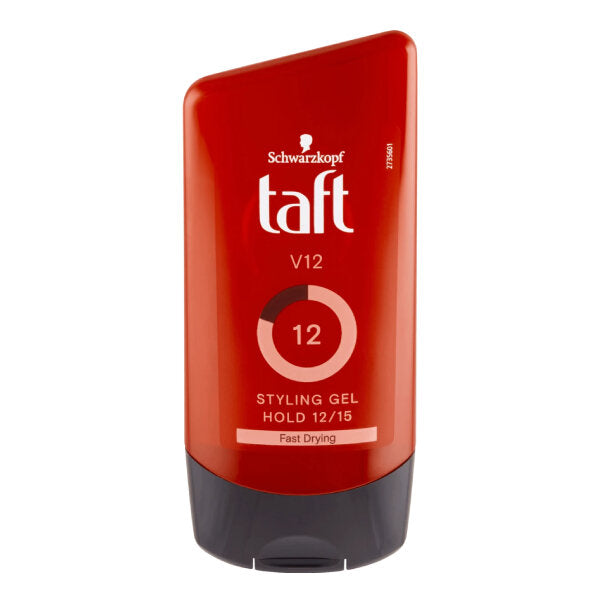 Schwarzkopf
taft
V12
12
STYLING GEL
HOLD 12/15
Fast Drying
2735601